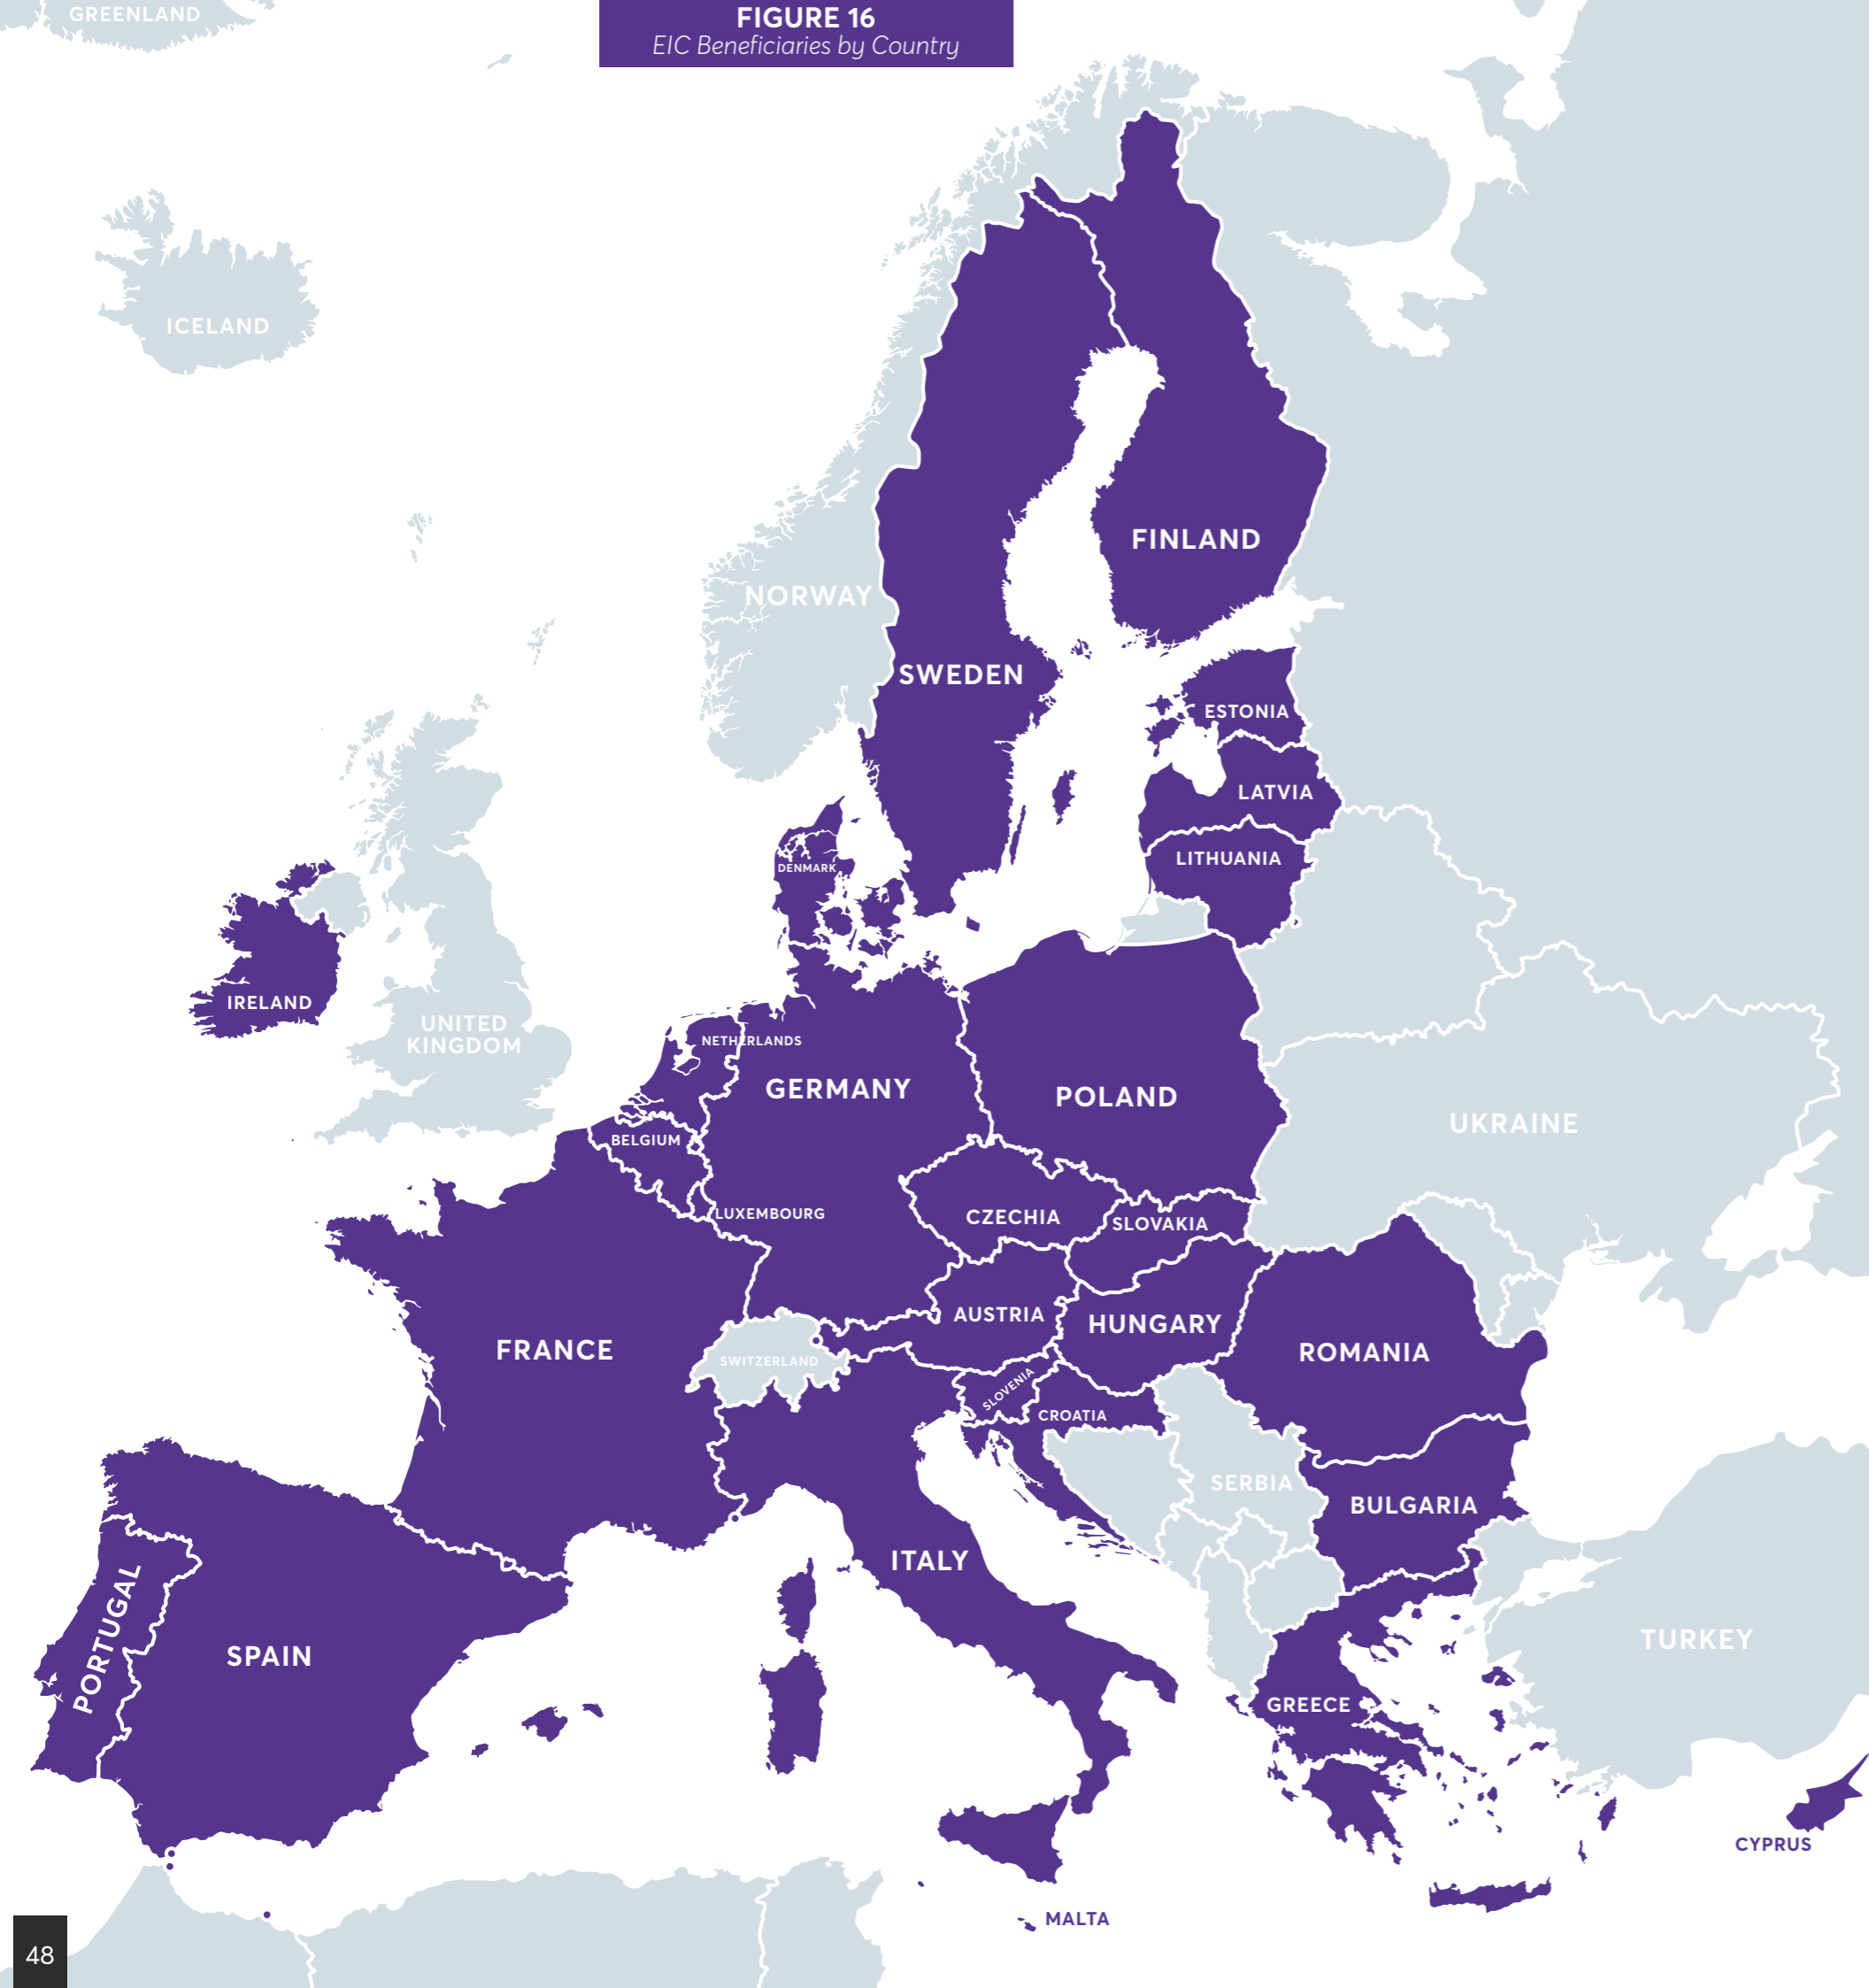 GREENLAND
FIGURE 16
EIC Beneficiaries by Country
ICELAND
FINLAND
NORWAY
SWEDEN
ESTONIA
LATVIA
LITHUANIA
DENMARK
IRELAND
UNITED
KINGDOM
NETHERLANDS
GERMANY
POLAND
UKRAINE
BELGIUM
LUXEMBOURG
CZECHIA
SLOVAKIA
AUSTRIA
HUNGARY
FRANCE
SWITZERLAND
ROMANIA
SLOVENIA
CROATIA
SERBIA
BULGARIA
ITALY
PORTUGAL
SPAIN
TURKEY
GREECE
CYPRUS
MALTA
48